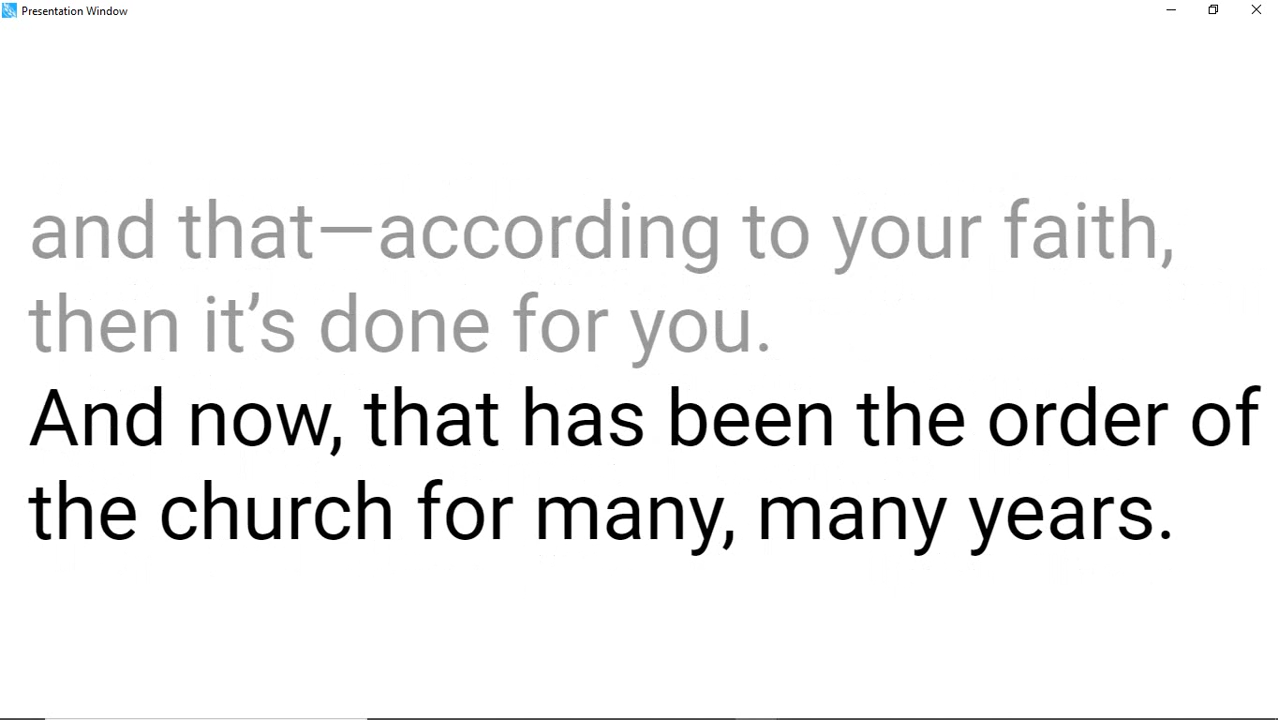 Presentation Window
and that—according to your faith,
then it’s done for you.
And now, that has been the order of
the church for many, many years.